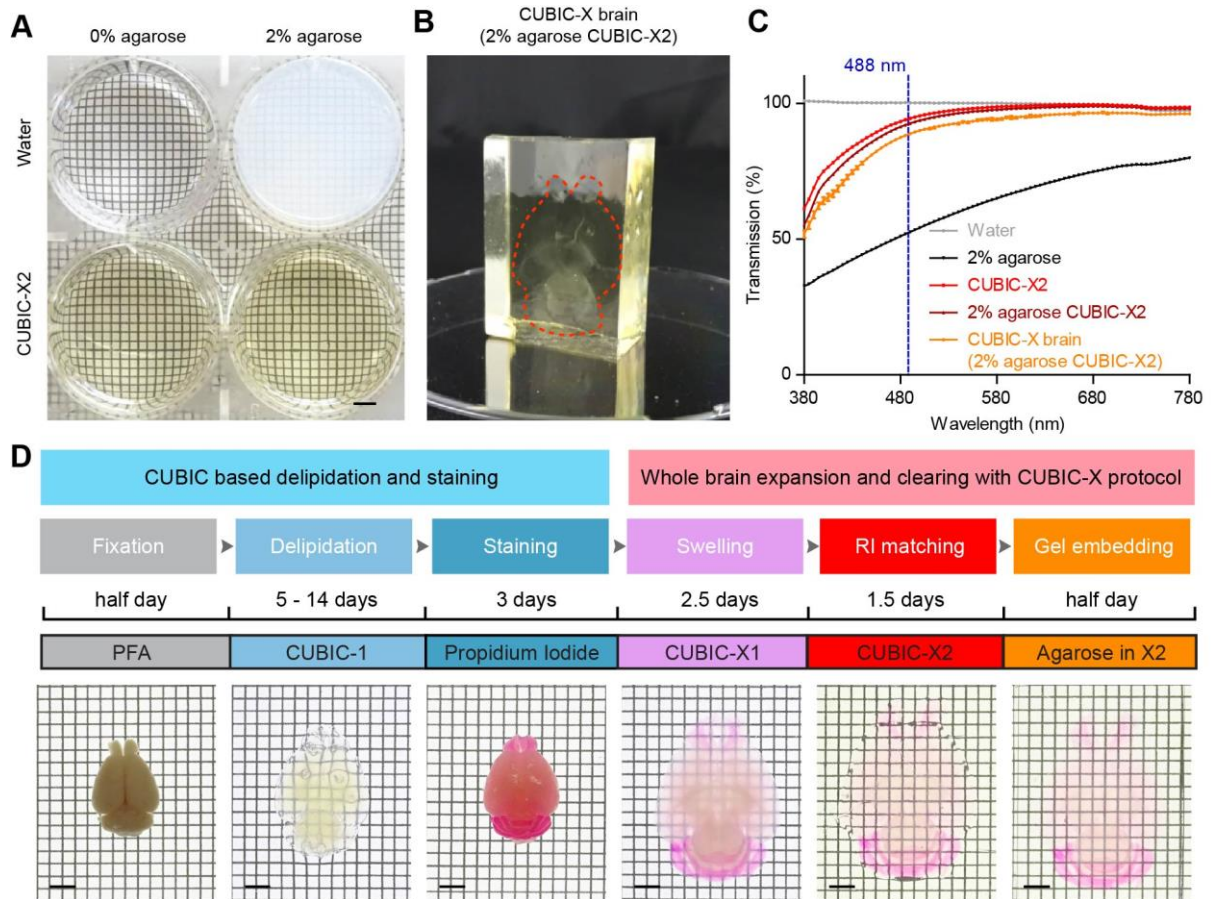 A
0% agarose
2% agarose
Water
CUBIC-X2
B
CUBIC-X brain
(2% agarose CUBIC-X2)
C
488 nm
100
50
0
Transmission (%)
380
480
580
680
780
Wavelength (nm)
Water
2% agarose
CUBIC-X2
2% agarose CUBIC-X2
CUBIC-X brain
(2% agarose CUBIC-X2)
D
CUBIC based delipidation and staining
Whole brain expansion and clearing with CUBIC-X protocol
Fixation
Delipidation
Staining
Swelling
RI matching
Gel embedding
half day
5 - 14 days
3 days
2.5 days
1.5 days
half day
PFA
CUBIC-1
Propidium Iodide
CUBIC-X1
CUBIC-X2
Agarose in X2